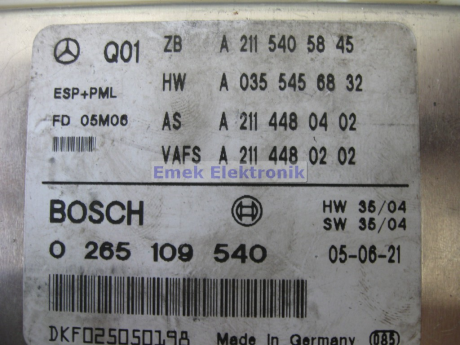 Q01 ZB A 211 540 58 45
HW A 035 545 68 32
ESP+PML
FD 05M06 AS A 211 448 04 02
VAFS A 211 448 02 02
Emek Elektronik
BOSCH HW 35/04
SW 35/04
0 265 109 540 05-06-21
DKF02505019A Made in Germany (085)